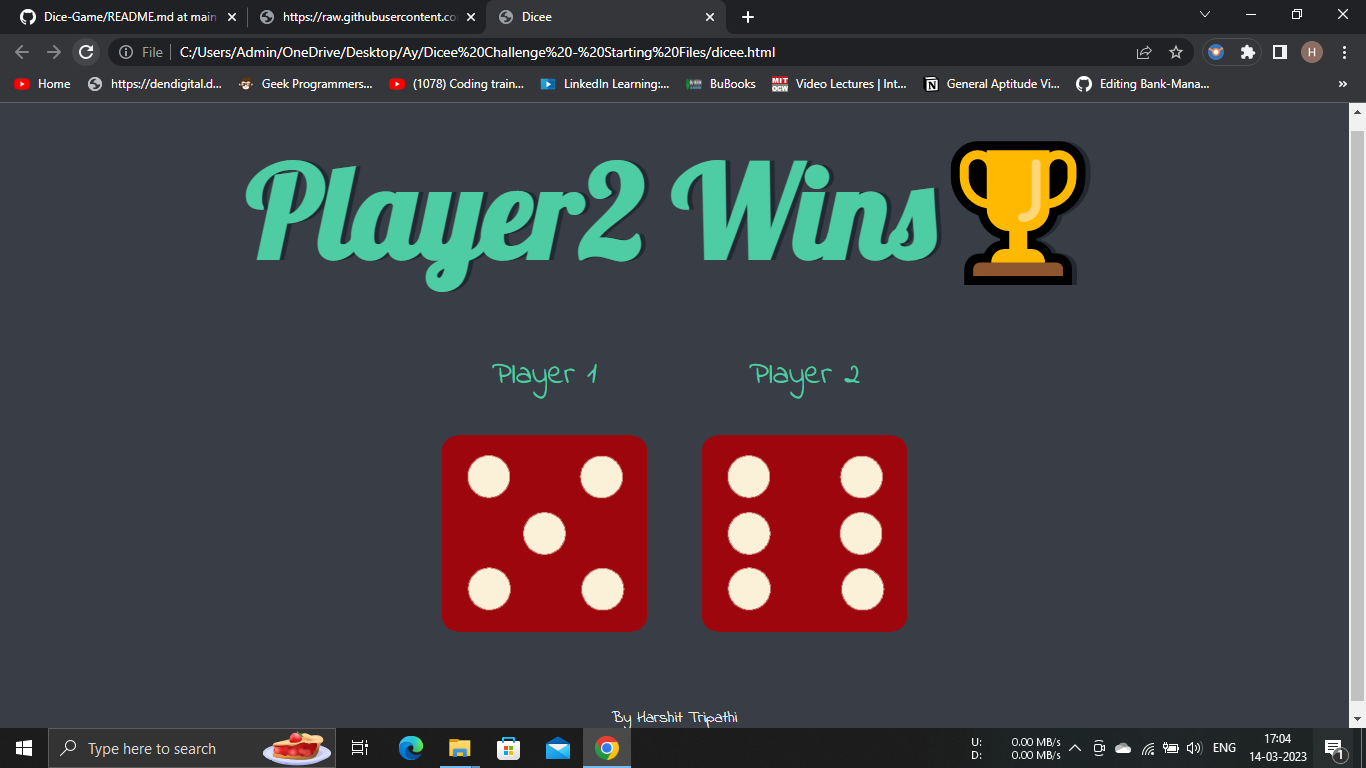 Dice-Game/README.md at main
https://raw.githubusercontent.co
Dicee
File
C:/Users/Admin/OneDrive/Desktop/Ay/Dicee%20Challenge%20-%20Starting%20Files/dicee.html
H
Home
https://dendigital.d...
Geek Programmers...
(1078) Coding train...
LinkedIn Learning:...
BuBooks
MIT OCW
Video Lectures | Int...
General Aptitude Vi...
Editing Bank-Mana...
»
Player2 Wins
Player 1
Player 2
By Harshit Tripathi
Type here to search
U: 0.00 MB/s
D: 0.00 MB/s
ENG
17:04
14-03-2023
1